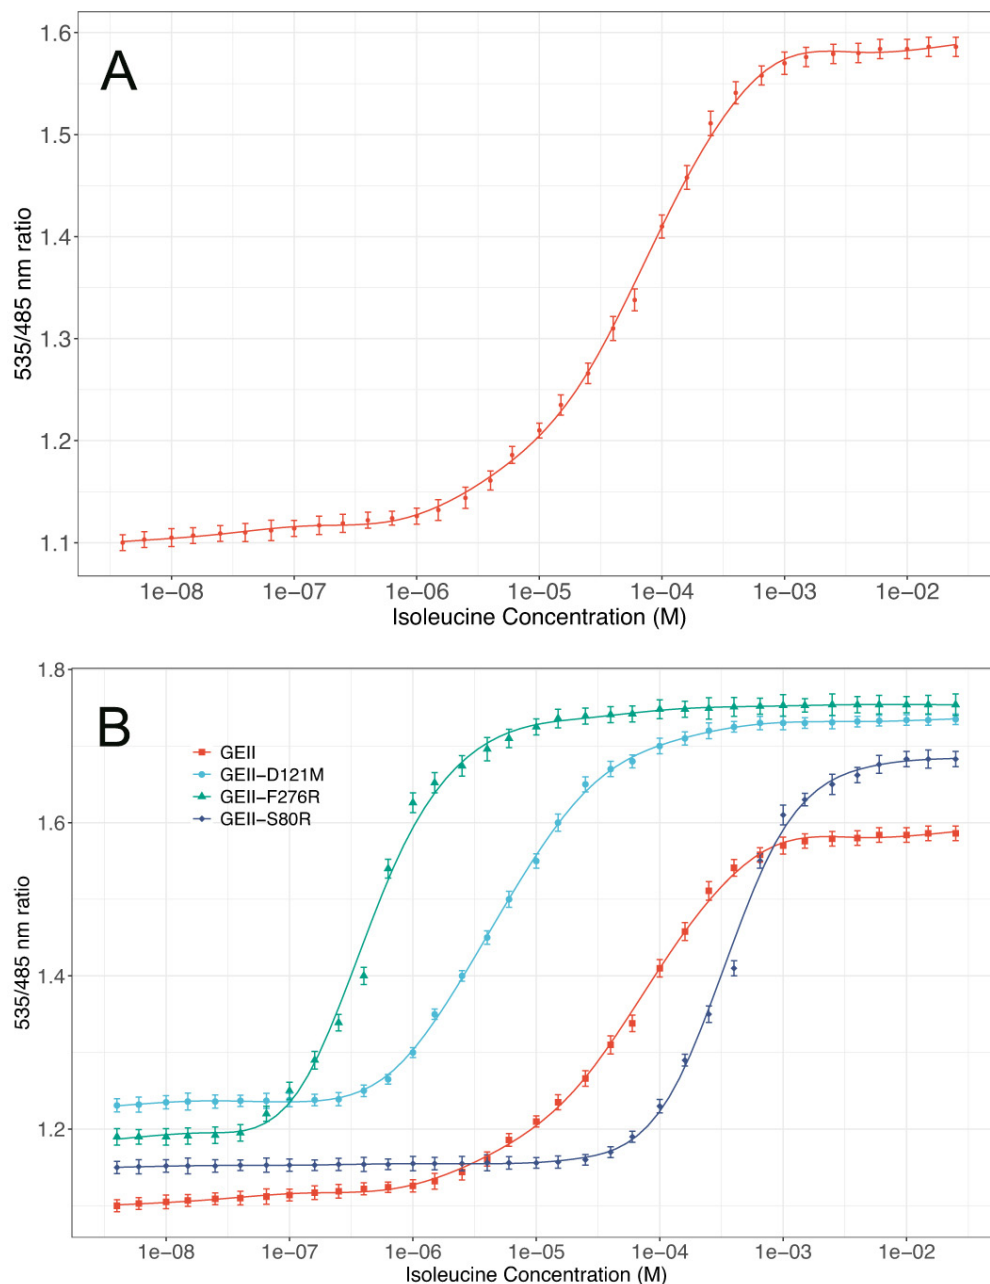 A
1.6
1.5
1.4
1.3
1.2
1.1
535/485 nm ratio
1e−08 1e−07 1e−06 1e−05 1e−04 1e−03 1e−02
Isoleucine Concentration (M)
B
1.8
1.6
1.4
1.2
535/485 nm ratio
GEII
GEII−D121M
GEII−F276R
GEII−S80R
1e−08 1e−07 1e−06 1e−05 1e−04 1e−03 1e−02
Isoleucine Concentration (M)